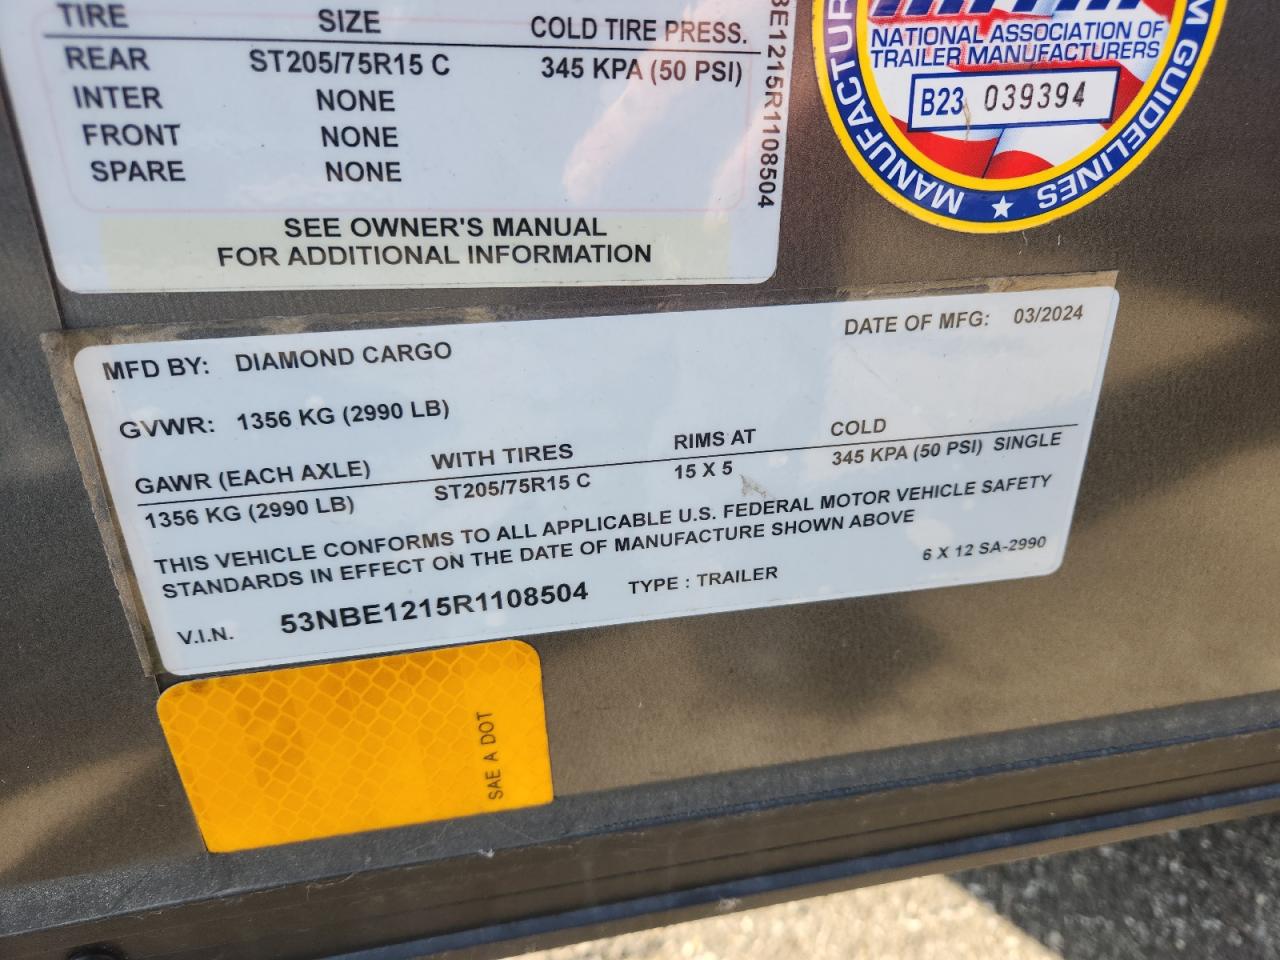 TIRE SIZE COLD TIRE PRESS.
REAR ST205/75R15 C 345 KPA (50 PSI)
INTER NONE
FRONT NONE
SPARE NONE
SEE OWNER'S MANUAL
FOR ADDITIONAL INFORMATION
BE1215R1108504
NATIONAL ASSOCIATION OF
TRAILER MANUFACTURERS
B23 039394
GUIDELINES ★
MFD BY: DIAMOND CARGO DATE OF MFG: 03/2024
GVWR: 1356 KG (2990 LB)
GAWR (EACH AXLE) WITH TIRES RIMS AT COLD
1356 KG (2990 LB) ST205/75R15 C 15 X 5 345 KPA (50 PSI) SINGLE
THIS VEHICLE CONFORMS TO ALL APPLICABLE U.S. FEDERAL MOTOR VEHICLE SAFETY
STANDARDS IN EFFECT ON THE DATE OF MANUFACTURE SHOWN ABOVE
6 X 12 SA-2990
V.I.N. 53NBE1215R1108504 TYPE : TRAILER
SAE A DOT